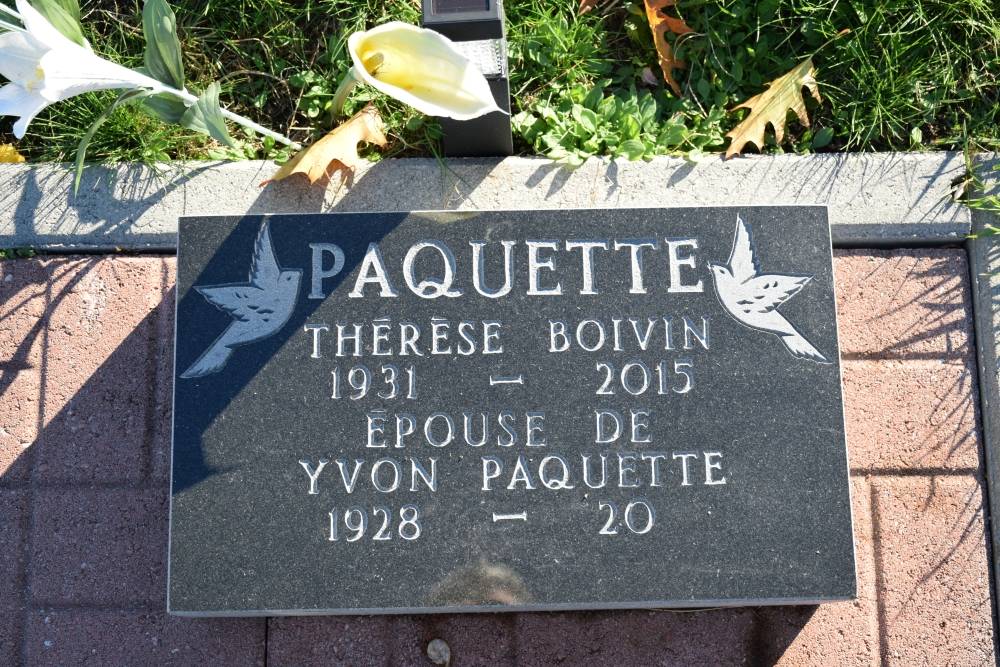 PAQUETTE
THÉRÈSE BOIVIN
1931 — 2015
ÉPOUSE DE
YVON PAQUETTE
1928 — 20